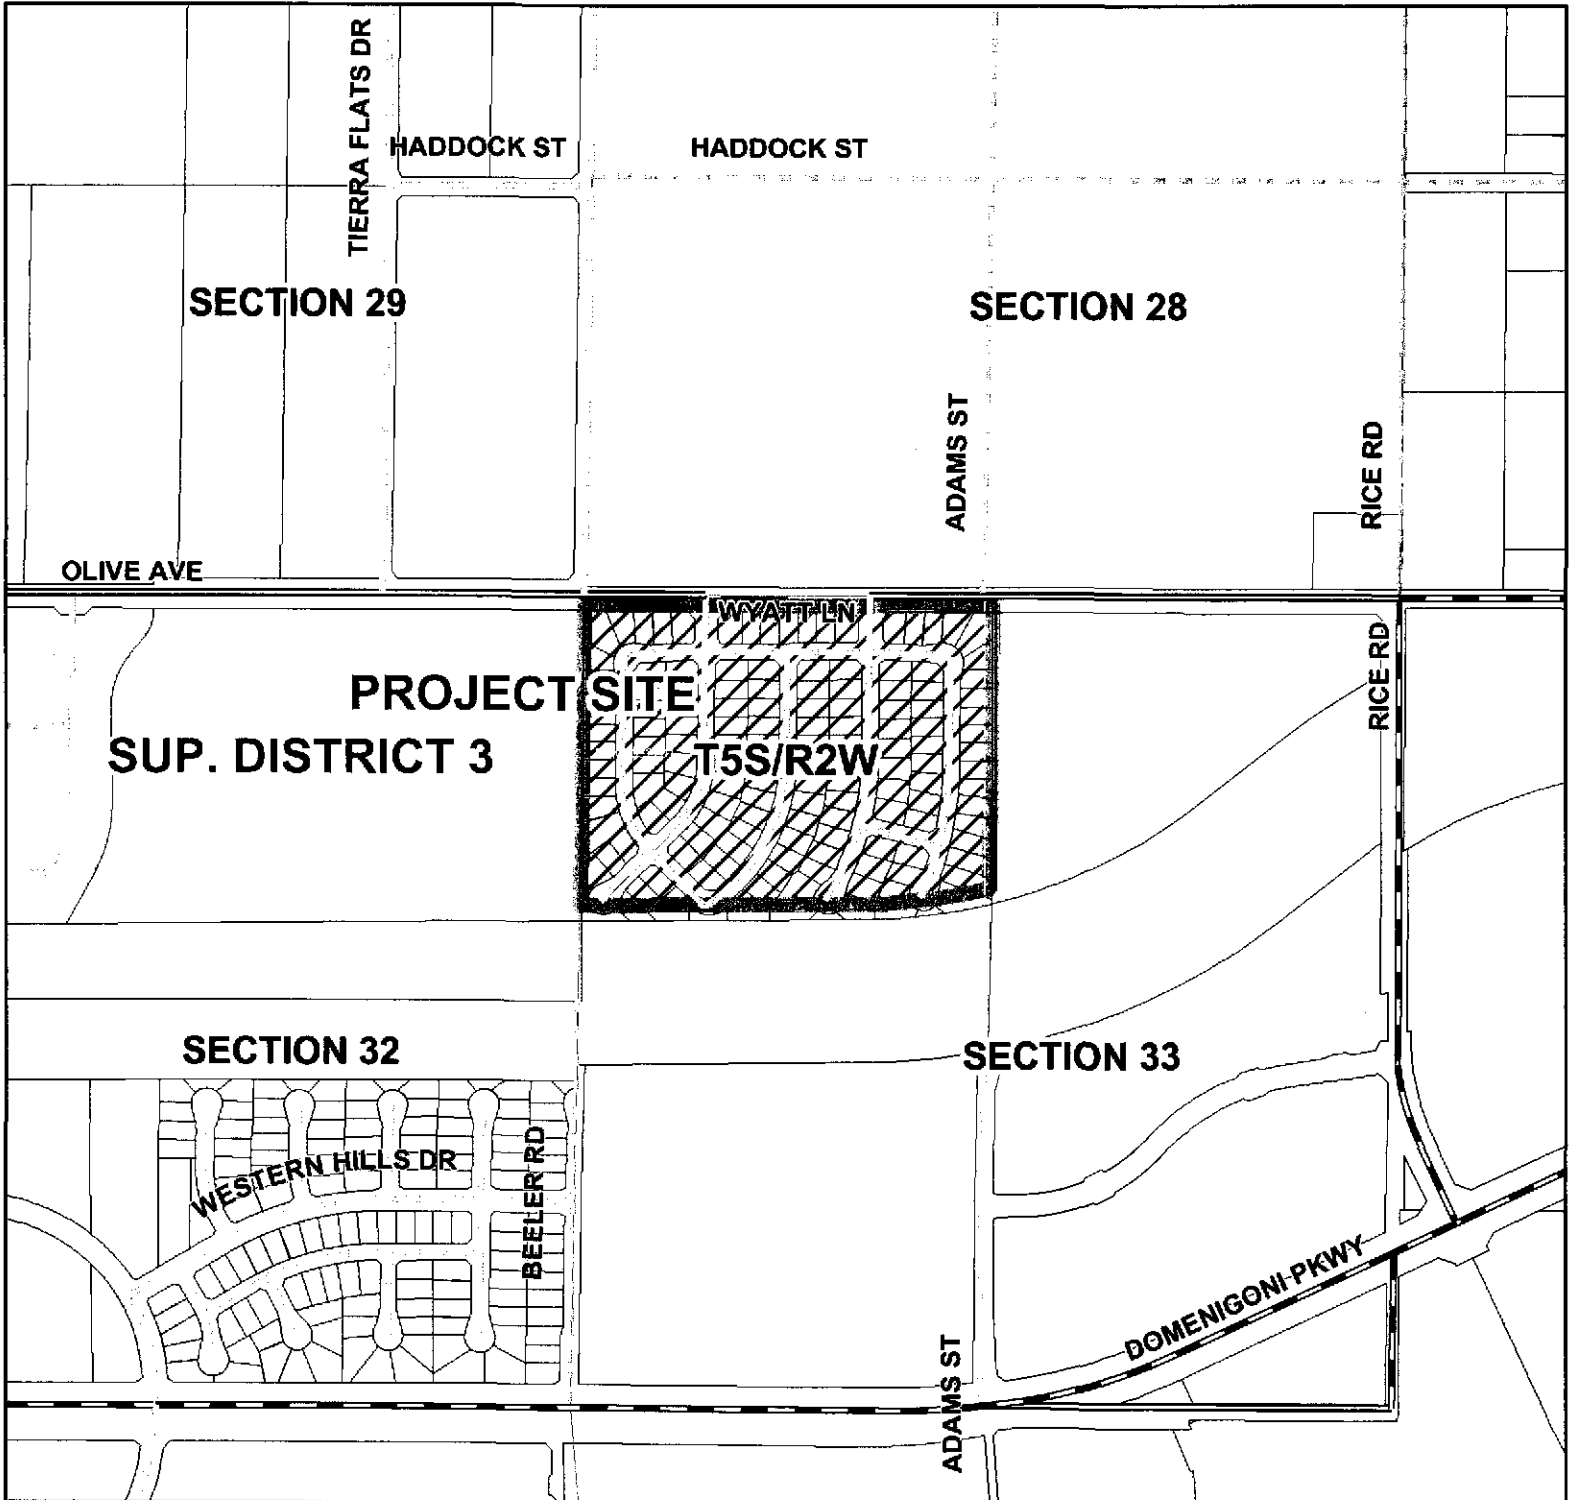 TIERRA FLATS DR
HADDOCK ST
HADDOCK ST
SECTION 29
SECTION 28
ADAMS ST
RICE RD
OLIVE AVE
WYATT LN
RICE RD
PROJECT SITE
SUP. DISTRICT 3
T5S/R2W
SECTION 32
SECTION 33
WESTERN HILLS DR
BEELER RD
DOMENIGONI PKWY
ADAMS ST